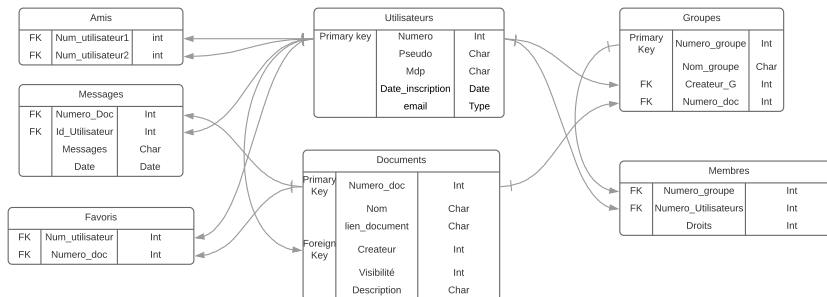 Amis
FK Num_utilisateur1 int
FK Num_utilisateur2 int
Messages
FK Numero_Doc Int
FK Id_Utilisateur Int
Messages Char
Date Date
Favoris
FK Num_utilisateur Int
FK Numero_doc Int
Utilisateurs
Primary key Numero Int
Pseudo Char
Mdp Char
Date_inscription Date
email Type
Documents
Primary
Key Numero_doc Int
Nom Char
lien_document Char
Foreign
Key Createur Int
Visibilité Int
Description Char
Groupes
Primary
Key Numero_groupe Int
Nom_groupe Char
FK Createur_G Int
FK Numero_doc Int
Membres
FK Numero_groupe Int
FK Numero_Utilisateurs Int
Droits Int